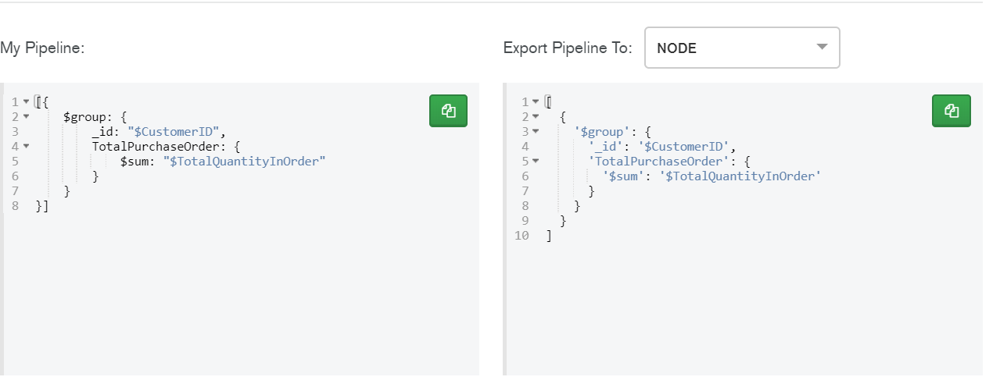 My Pipeline:
Export Pipeline To: NODE
1 [{
2 $group: {
3 _id: "$CustomerID",
4 TotalPurchaseOrder: {
5 $sum: "$TotalQuantityInOrder"
6 }
7 }
8 }]
1 [
2 {
3 '$group': {
4 '_id': '$CustomerID',
5 'TotalPurchaseOrder': {
6 '$sum': '$TotalQuantityInOrder'
7 }
8 }
9 }
10 ]